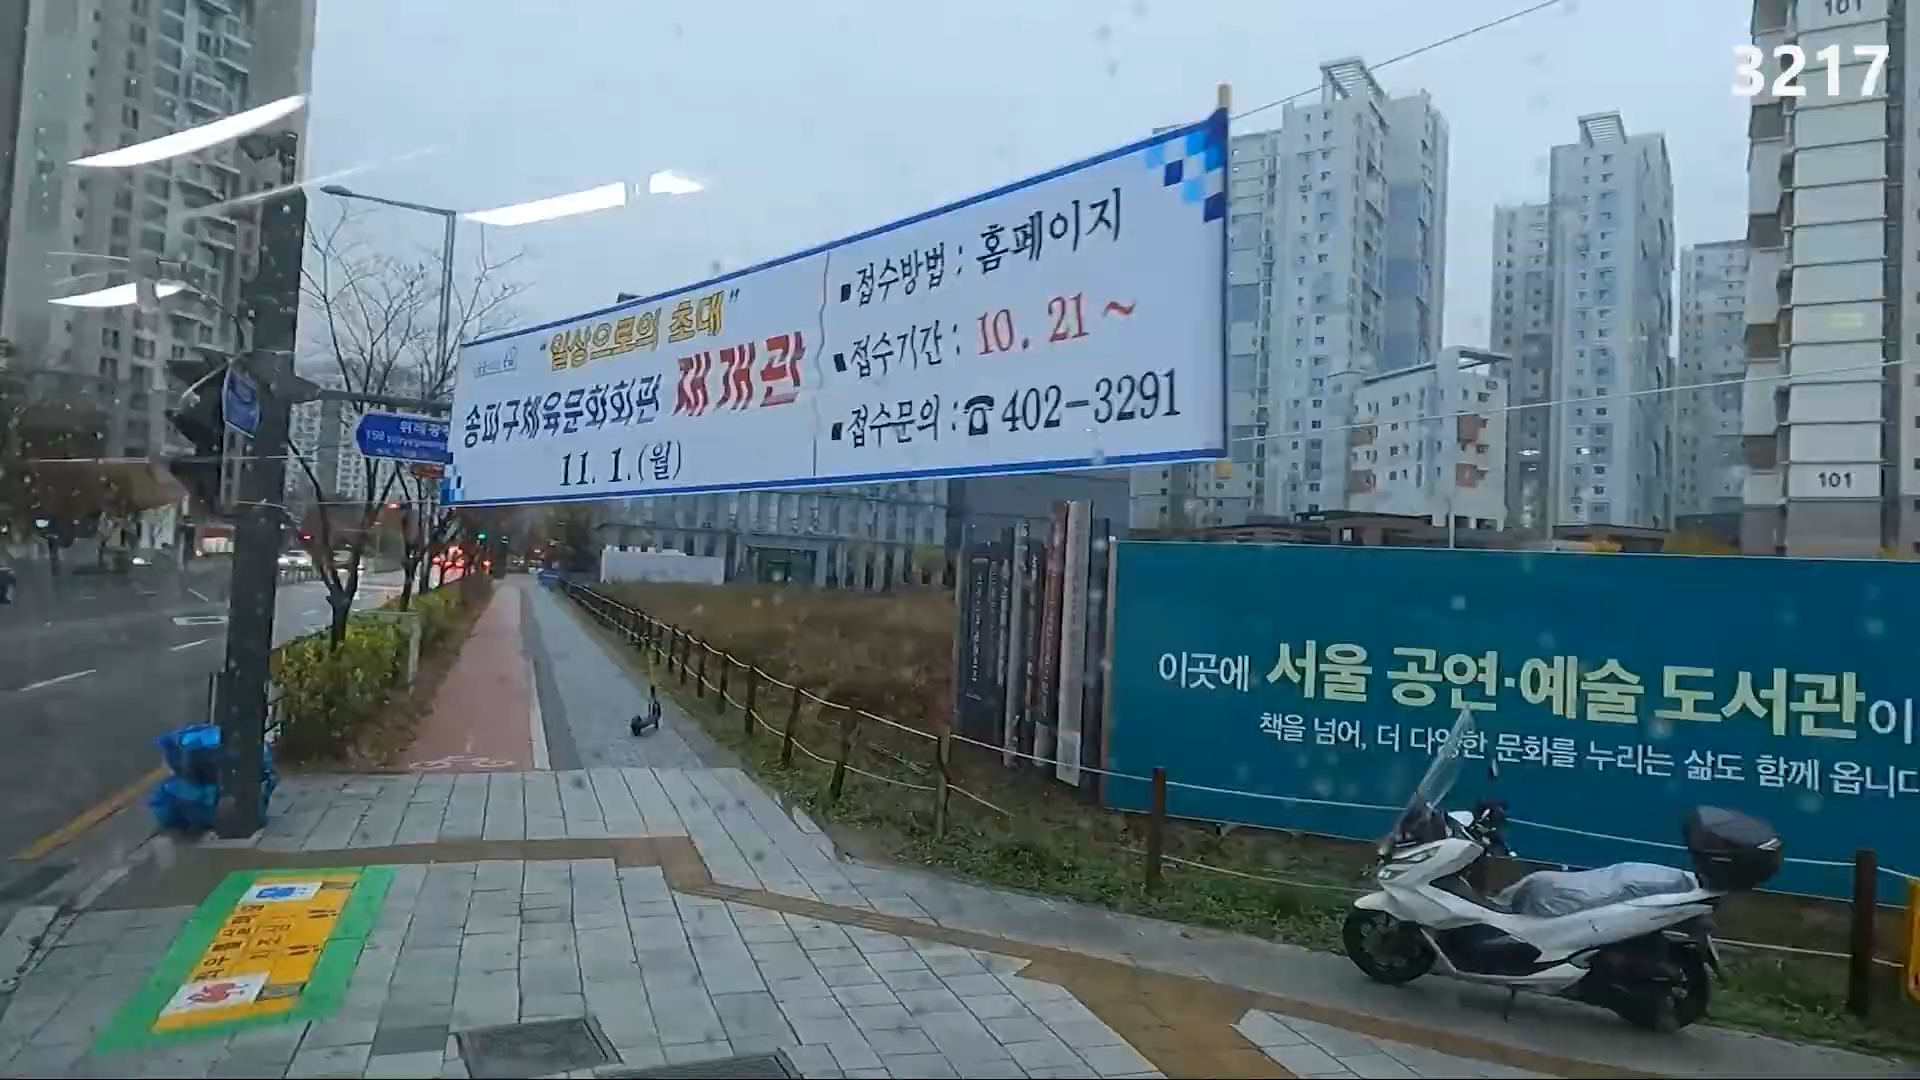 3217
101
"일상으로의 초대"
송파구체육문화회관 재개관
11. 1.(월)
■접수방법 : 홈페이지
■접수기간 : 10. 21 ~
■접수문의 : ☎ 402-3291
위례광
158
101
이곳에 서울 공연·예술 도서관이
책을 넘어, 더 다양한 문화를 누리는 삶도 함께 옵니다